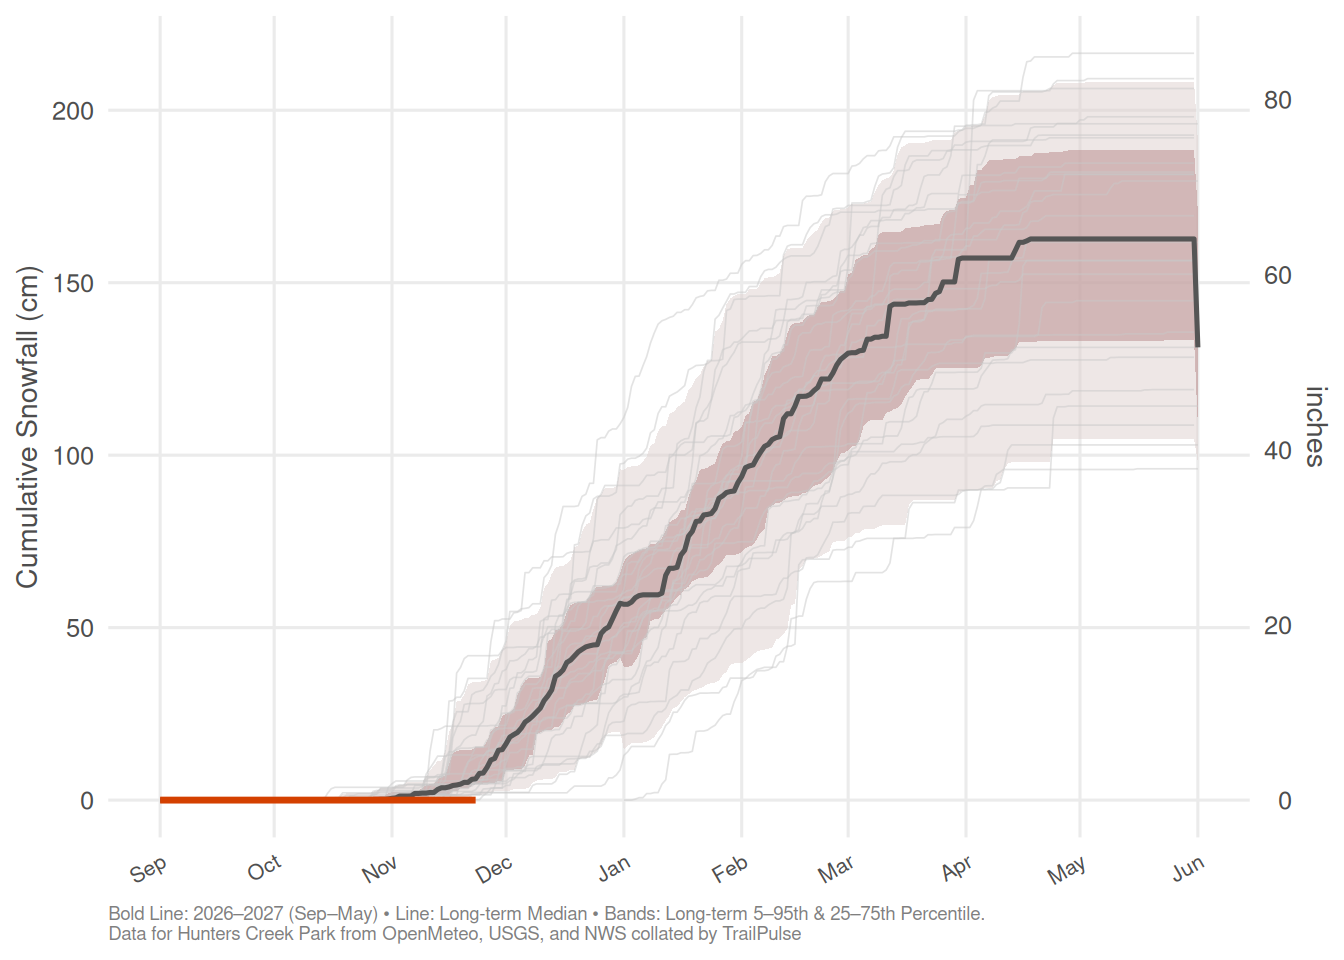 200
150
100
50
0
Cumulative Snowfall (cm)
80
60
40
20
0
inches
Sep
Oct
Nov
Dec
Jan
Feb
Mar
Apr
May
Jun
Bold Line: 2026–2027 (Sep–May) • Line: Long-term Median • Bands: Long-term 5–95th & 25–75th Percentile.
Data for Hunters Creek Park from OpenMeteo, USGS, and NWS collated by TrailPulse